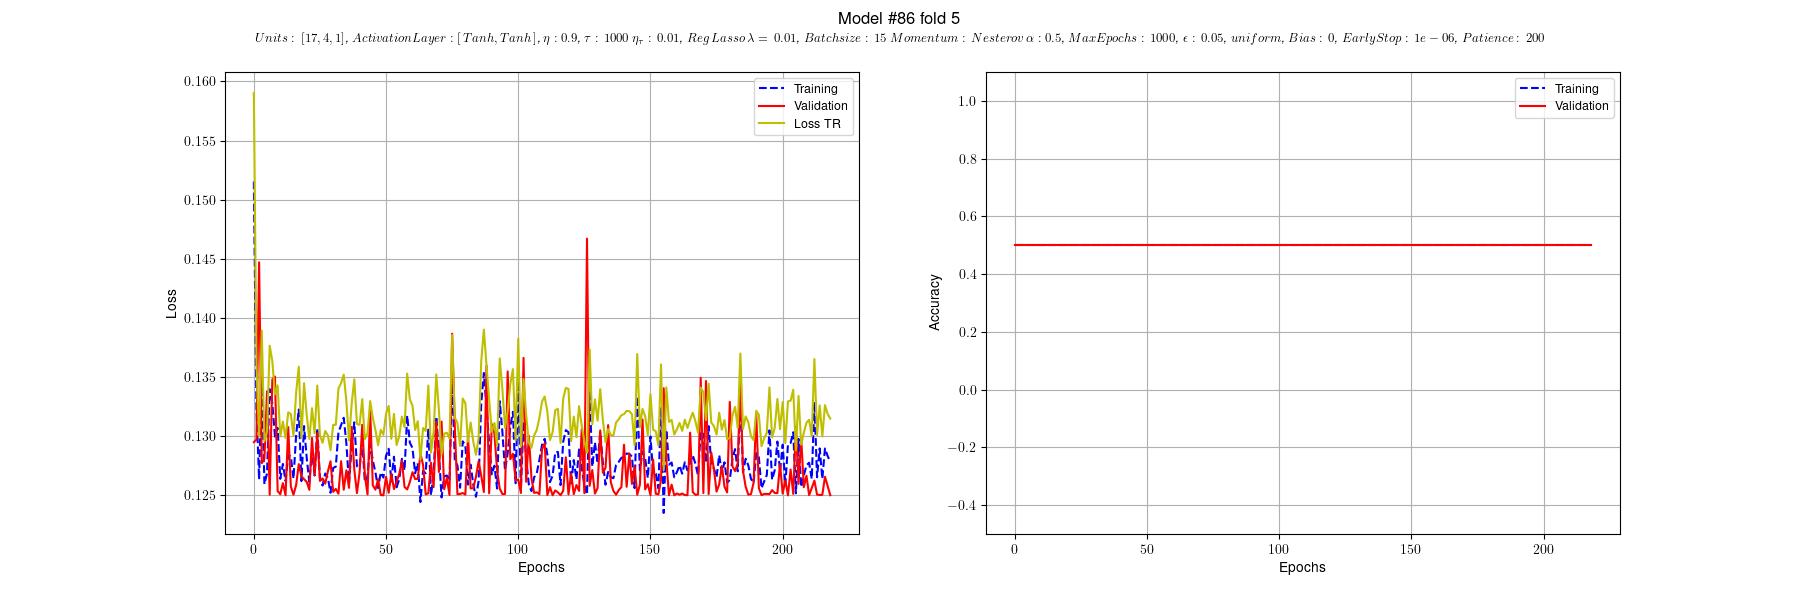 Model #86 fold 5
Units : [17, 4, 1], ActivationLayer : [Tanh, Tanh], η : 0.9, τ : 1000 ητ : 0.01, Reg Lasso λ = 0.01, Batchsize : 15 Momentum : Nesterov α : 0.5, MaxEpochs : 1000, ϵ : 0.05, uniform, Bias : 0, EarlyStop : 1e − 06, Patience : 200
0.160
0.155
0.150
0.145
0.140
0.135
0.130
0.125
Loss
0 50 100 150 200
Epochs
Training
Validation
Loss TR
1.0
0.8
0.6
0.4
0.2
0.0
−0.2
−0.4
Accuracy
0 50 100 150 200
Epochs
Training
Validation